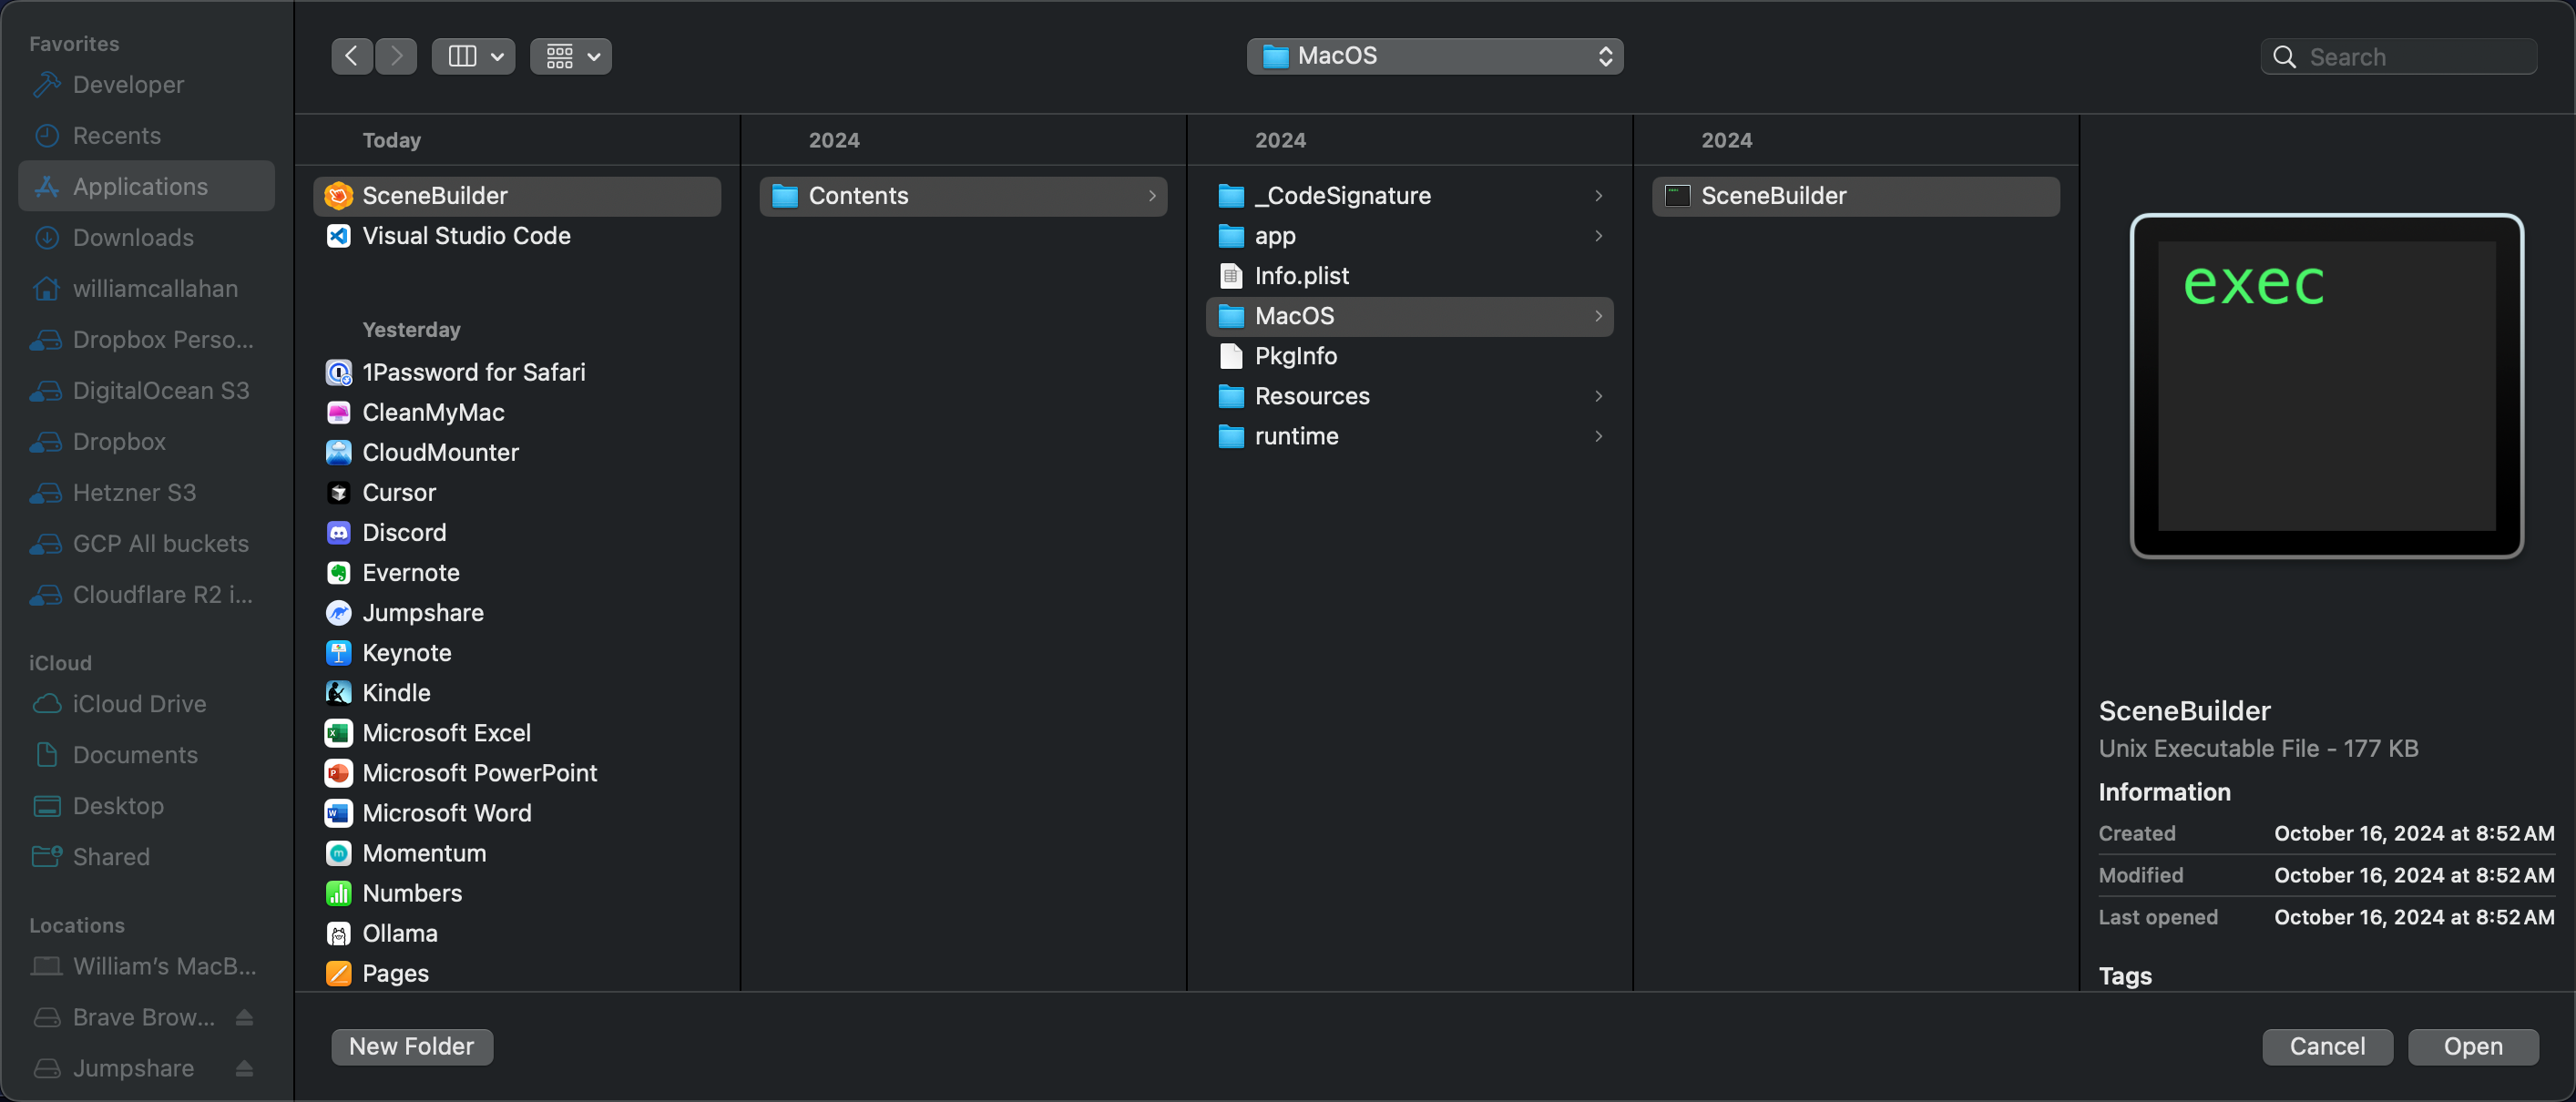 Favorites
Developer
Recents
Applications
Downloads
williamcallahan
Dropbox Perso...
DigitalOcean S3
Dropbox
Hetzner S3
GCP All buckets
Cloudflare R2 i...
iCloud
iCloud Drive
Documents
Desktop
Shared
Locations
William's MacB...
Brave Brow...
Jumpshare
MacOS
Search
Today
SceneBuilder
Visual Studio Code
Yesterday
1Password for Safari
CleanMyMac
CloudMounter
Cursor
Discord
Evernote
Jumpshare
Keynote
Kindle
Microsoft Excel
Microsoft PowerPoint
Microsoft Word
Momentum
Numbers
Ollama
Pages
2024
Contents
2024
_CodeSignature
app
Info.plist
MacOS
PkgInfo
Resources
runtime
2024
SceneBuilder
exec
SceneBuilder
Unix Executable File - 177 KB
Information
Created October 16, 2024 at 8:52 AM
Modified October 16, 2024 at 8:52 AM
Last opened October 16, 2024 at 8:52 AM
Tags
New Folder
Cancel
Open